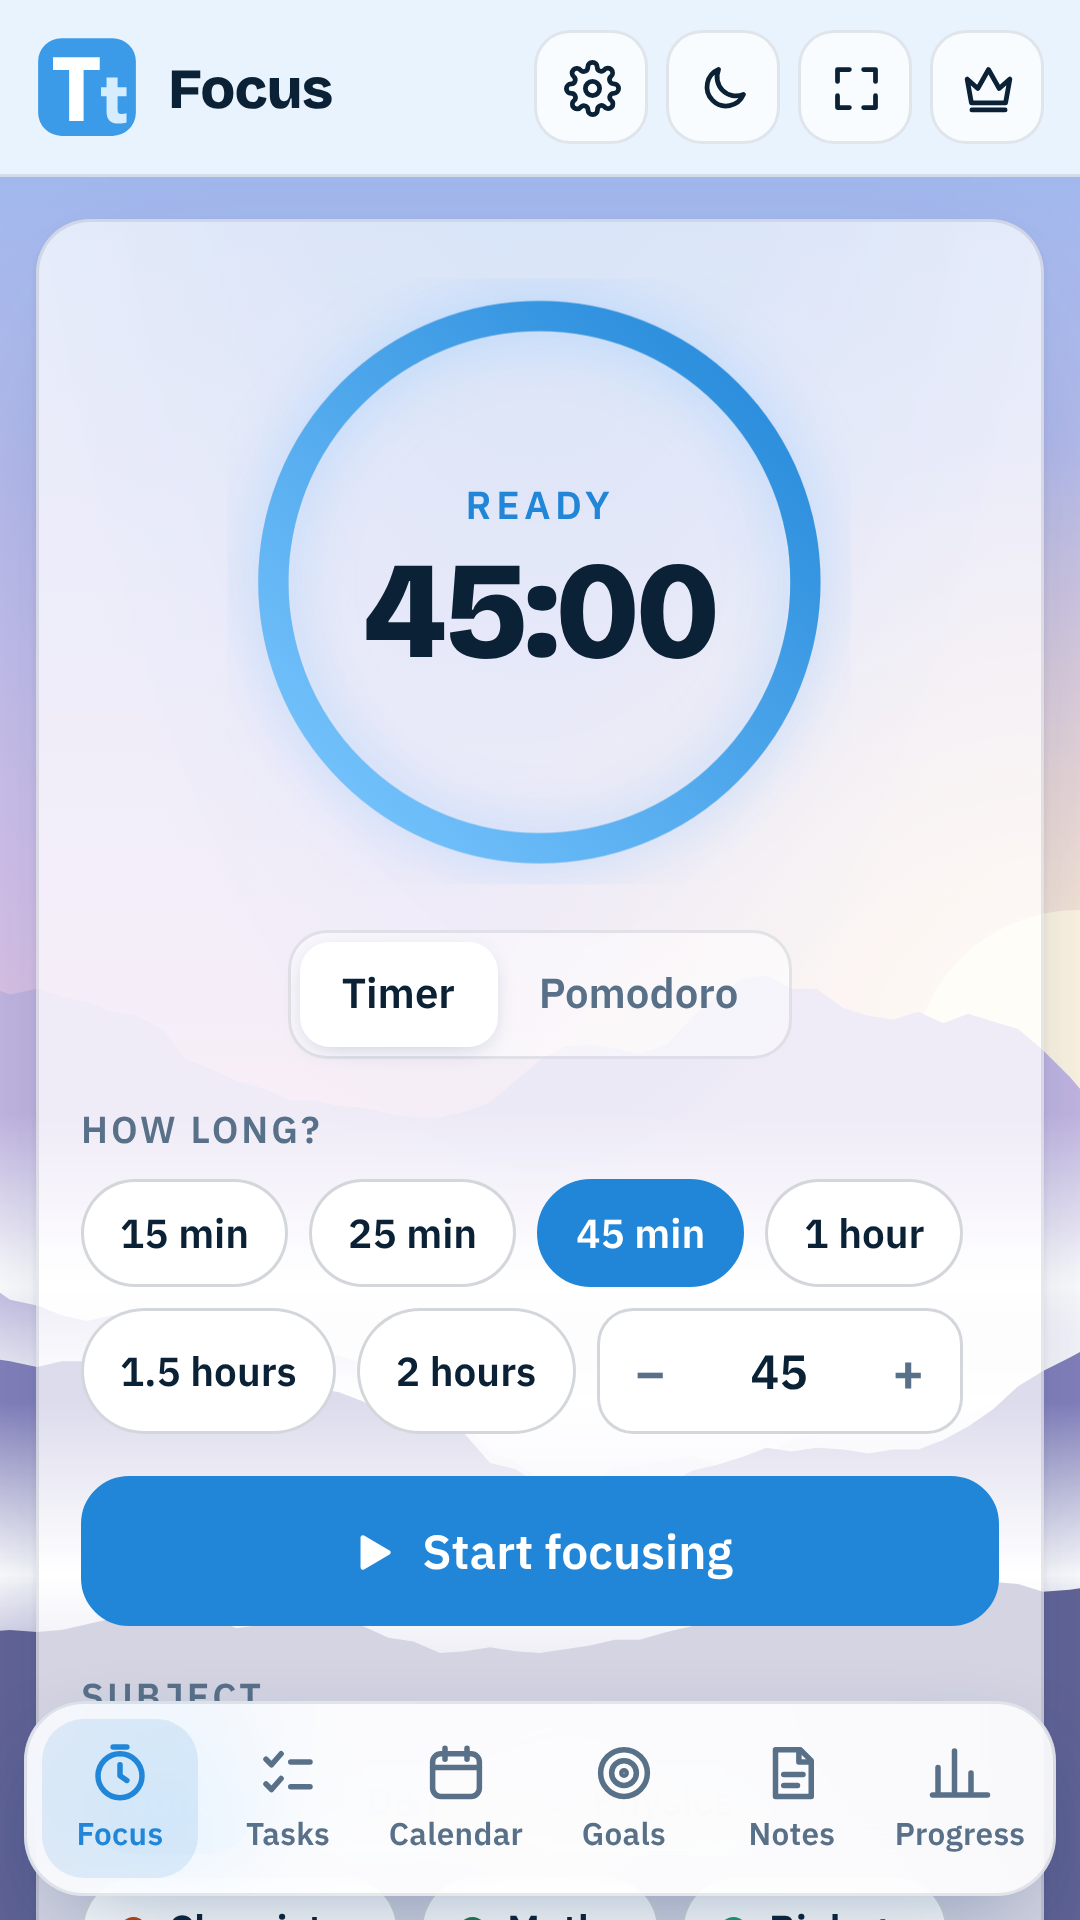 Tt Focus
READY
45:00
Timer Pomodoro
HOW LONG?
15 min 25 min 45 min 1 hour
1.5 hours 2 hours − 45 +
Start focusing
SUBJECT
Focus Tasks Calendar Goals Notes Progress